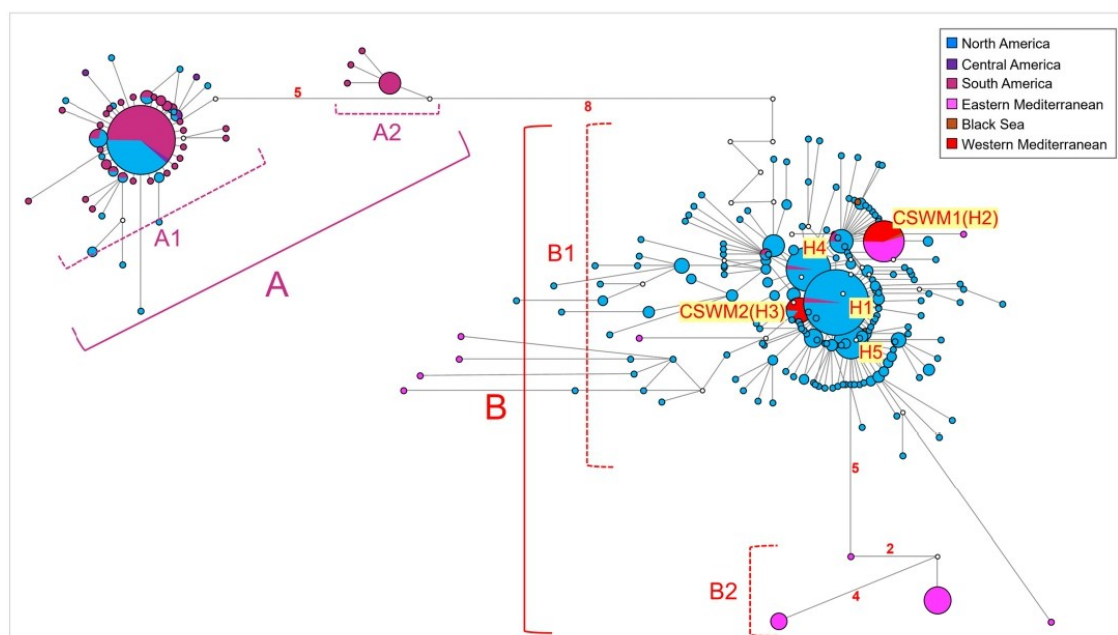 North America
Central America
South America
Eastern Mediterranean
Black Sea
Western Mediterranean
5
8
A2
A1
A
B1
B
CSWM1(H2)
H4
CSWM2(H3)
H1
H5
5
2
B2
4